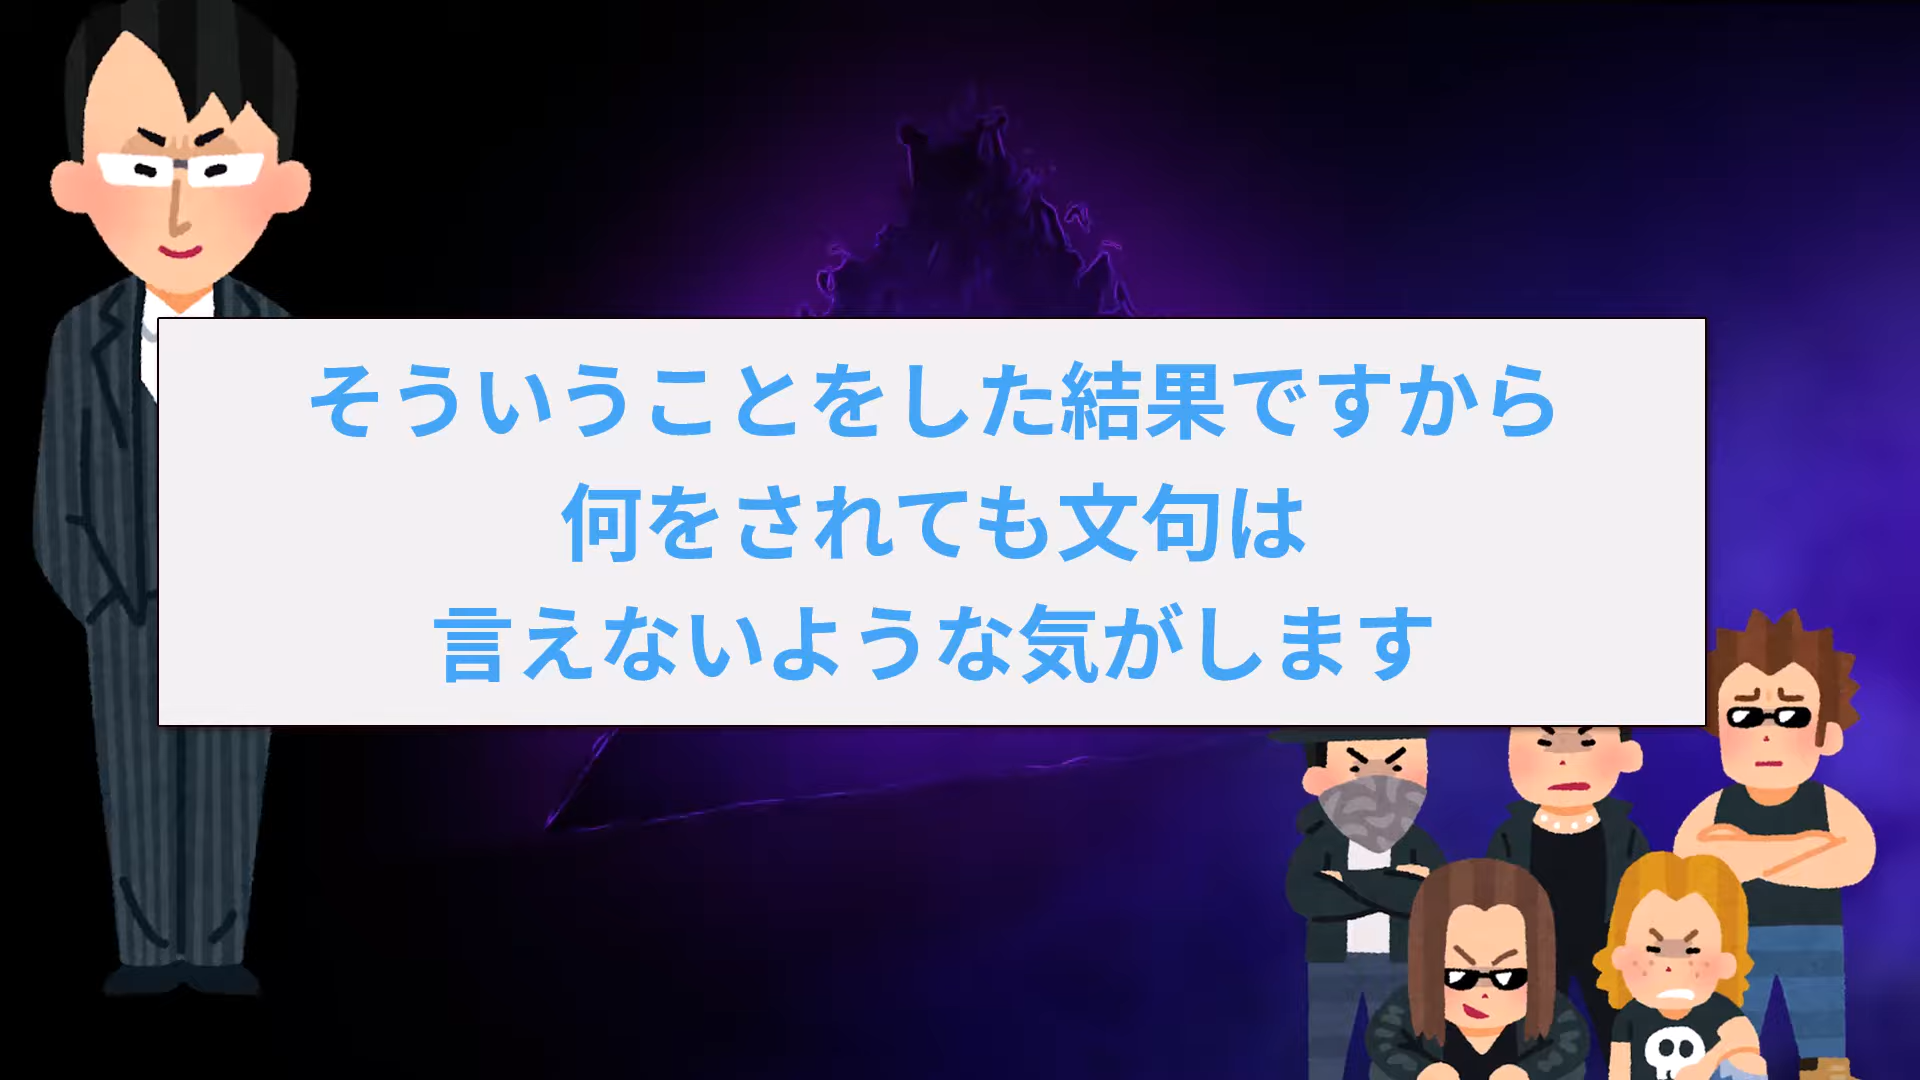 そういうことをした結果ですから
何をされても文句は
言えないような気がします